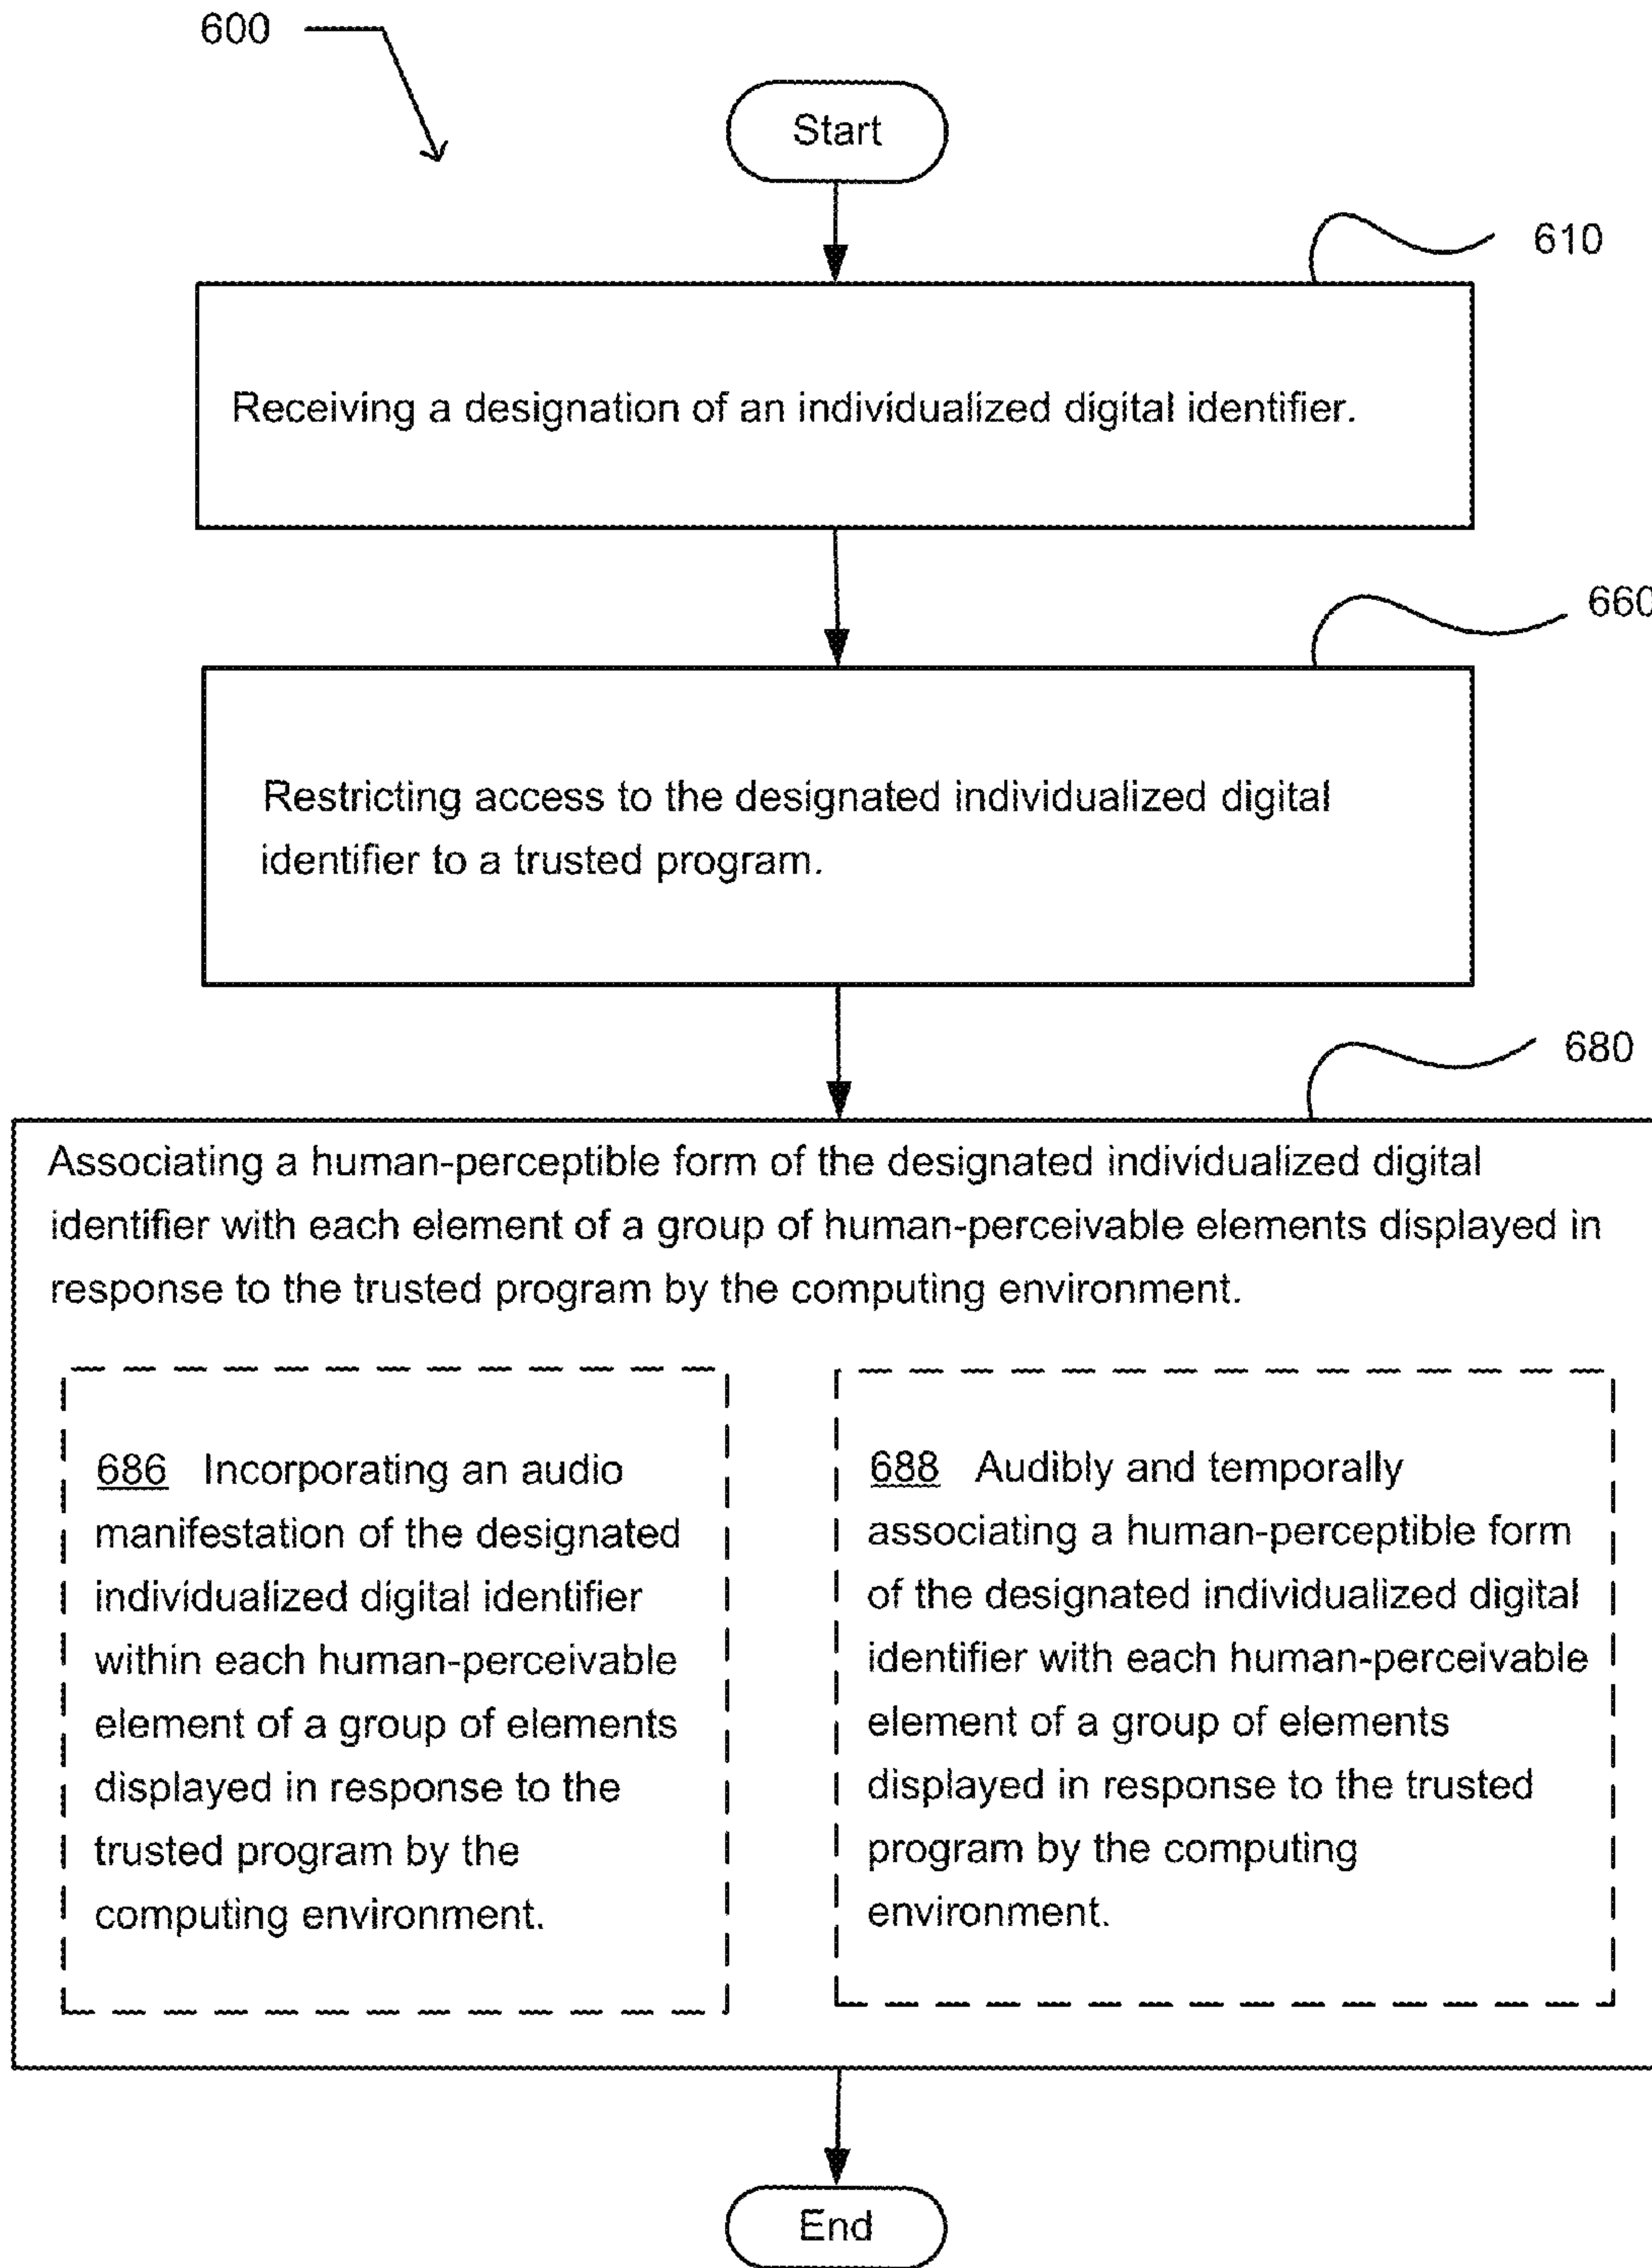 600
Start
610
Receiving a designation of an individualized digital identifier.
660
Restricting access to the designated individualized digital
identifier to a trusted program.
680
Associating a human-perceptible form of the designated individualized digital
identifier with each element of a group of human-perceivable elements displayed in
response to the trusted program by the computing environment.
686 Incorporating an audio
manifestation of the designated
individualized digital identifier
within each human-perceivable
element of a group of elements
displayed in response to the
trusted program by the
computing environment.
688 Audibly and temporally
associating a human-perceptible form
of the designated individualized digital
identifier with each human-perceivable
element of a group of elements
displayed in response to the trusted
program by the computing
environment.
End